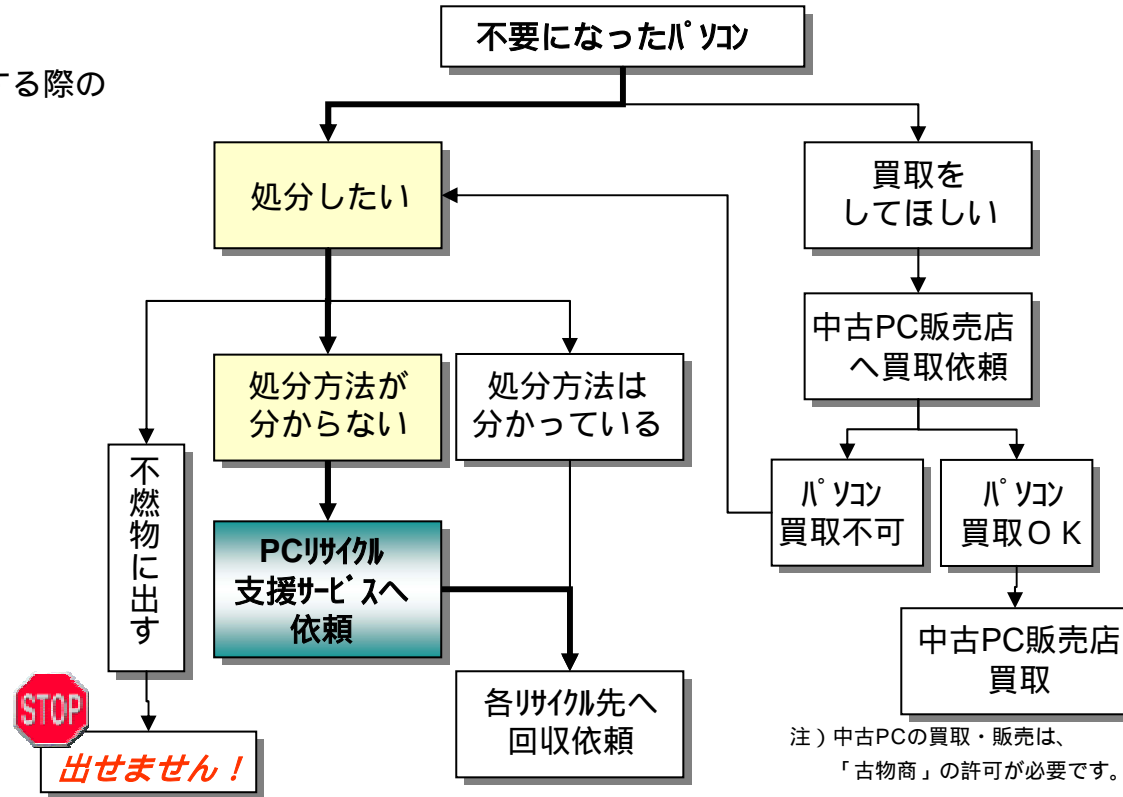 不要になったﾊﾟｿｺﾝ
する際の
処分したい
買取を
してほしい
中古PC販売店
へ買取依頼
処分方法が
分からない
処分方法は
分かっている
不燃物に出す
ﾊﾟｿｺﾝ
買取不可
ﾊﾟｿｺﾝ
買取ＯＫ
PCﾘｻｲｸﾙ
支援ｻｰﾋﾞｽへ
依頼
中古PC販売店
買取
STOP
出せません！
各ﾘｻｲｸﾙ先へ
回収依頼
注）中古PCの買取・販売は、
「古物商」の許可が必要です。